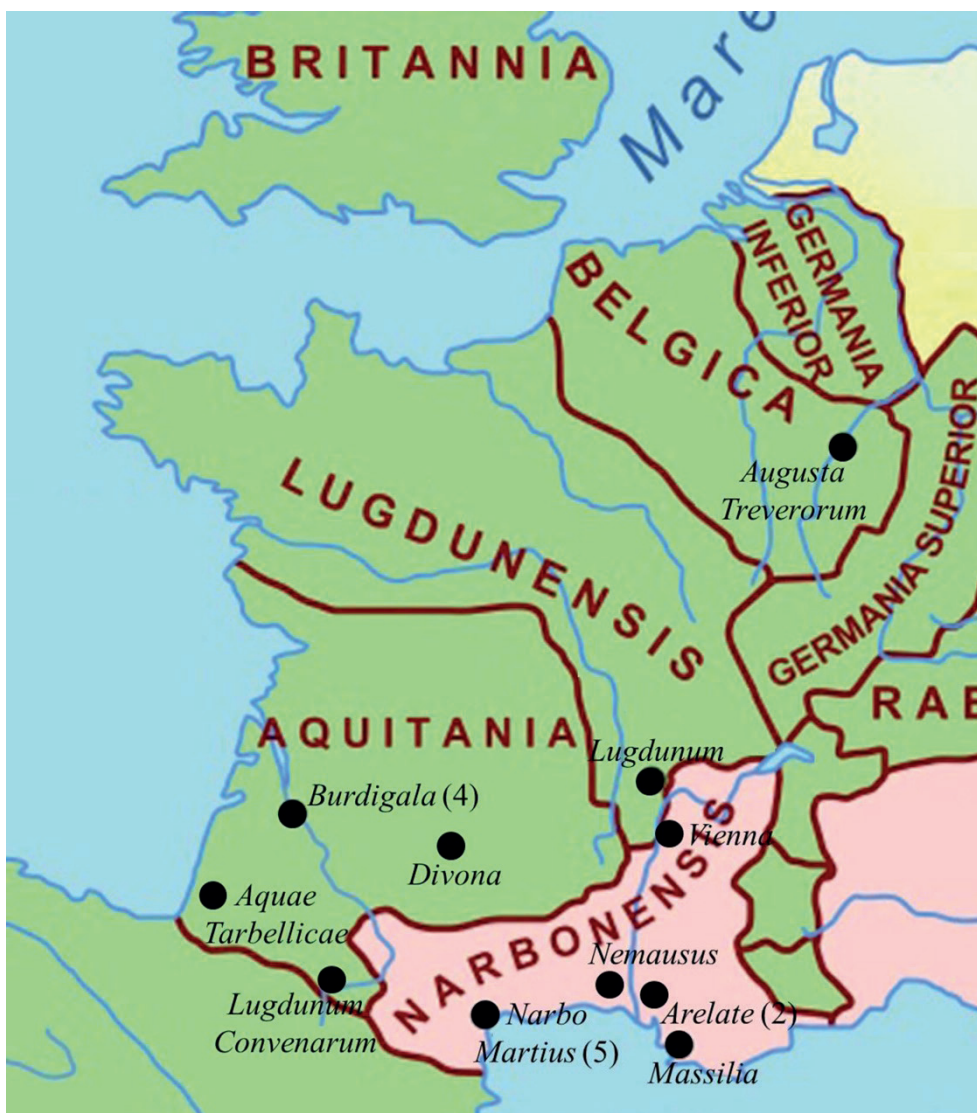 BRITANNIA
Mare
GERMANIA
INFERIOR
BELGICA
Augusta
Treverorum
LUGDUNENSIS
GERMANIA SUPERIOR
RAE
AQUITANIA
Lugdunum
Burdigala (4)
Vienna
Divona
Aquae
Tarbellicae
NARBONENSIS
Nemausus
Lugdunum
Convenarum
Narbo
Martius (5)
Arelate (2)
Massilia